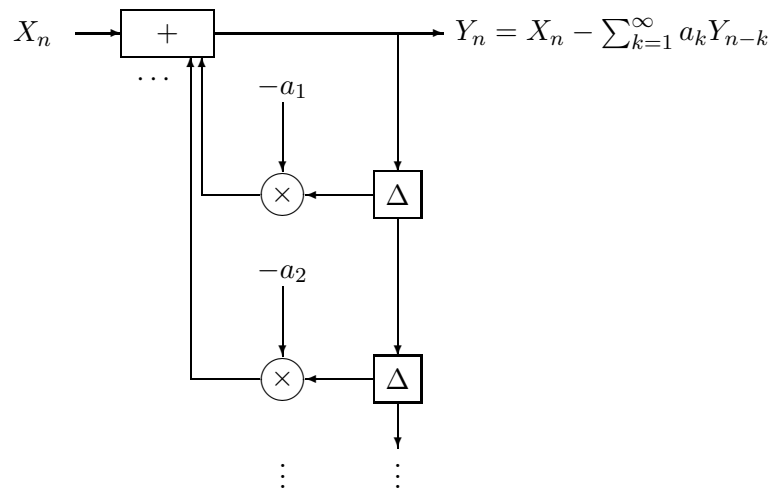 X_n + Y_n = X_n − ∑_{k=1}^{∞} a_k Y_{n−k}
···
−a_1
× Δ
−a_2
× Δ
⋮ ⋮